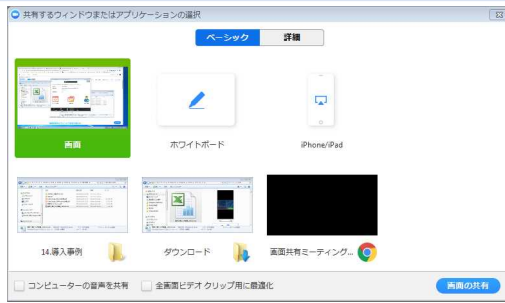 共有するウィンドウまたはアプリケーションの選択
ベーシック 詳細
画面 ホワイトボード iPhone/iPad
14.導入事例 ダウンロード 画面共有ミーティング...
コンピューターの音声を共有 全画面ビデオ クリップ用に最適化 画面の共有